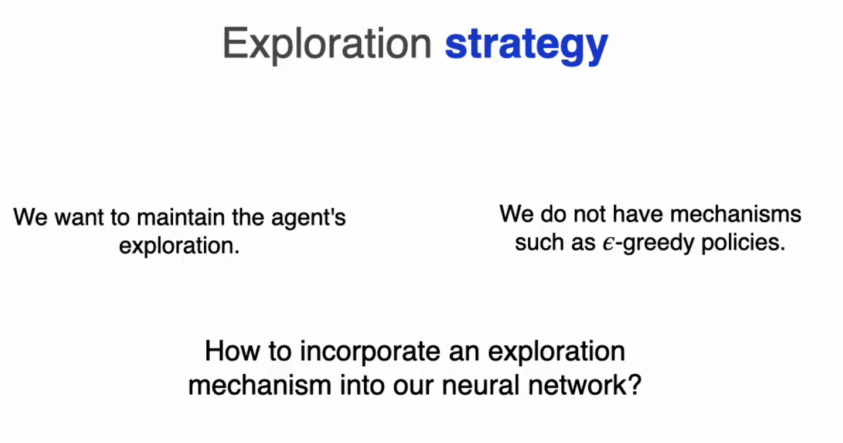 Exploration strategy
We want to maintain the agent's
exploration.
We do not have mechanisms
such as ϵ-greedy policies.
How to incorporate an exploration
mechanism into our neural network?